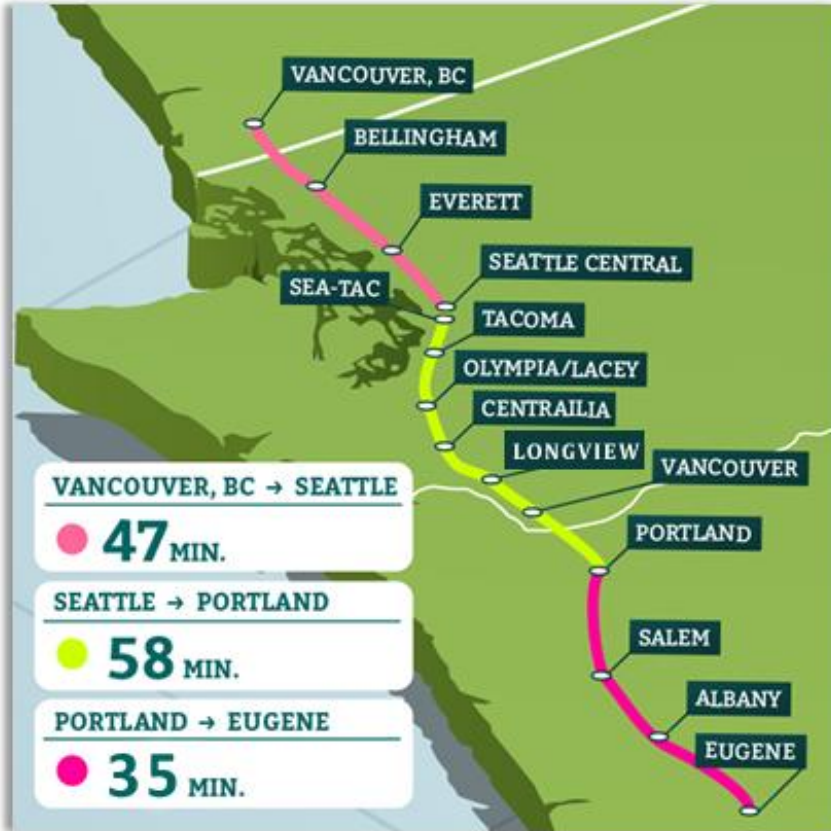 VANCOUVER, BC
BELLINGHAM
EVERETT
SEATTLE CENTRAL
SEA-TAC
TACOMA
OLYMPIA/LACEY
CENTRAILIA
LONGVIEW
VANCOUVER
PORTLAND
SALEM
ALBANY
EUGENE
VANCOUVER, BC → SEATTLE
47 MIN.
SEATTLE → PORTLAND
58 MIN.
PORTLAND → EUGENE
35 MIN.